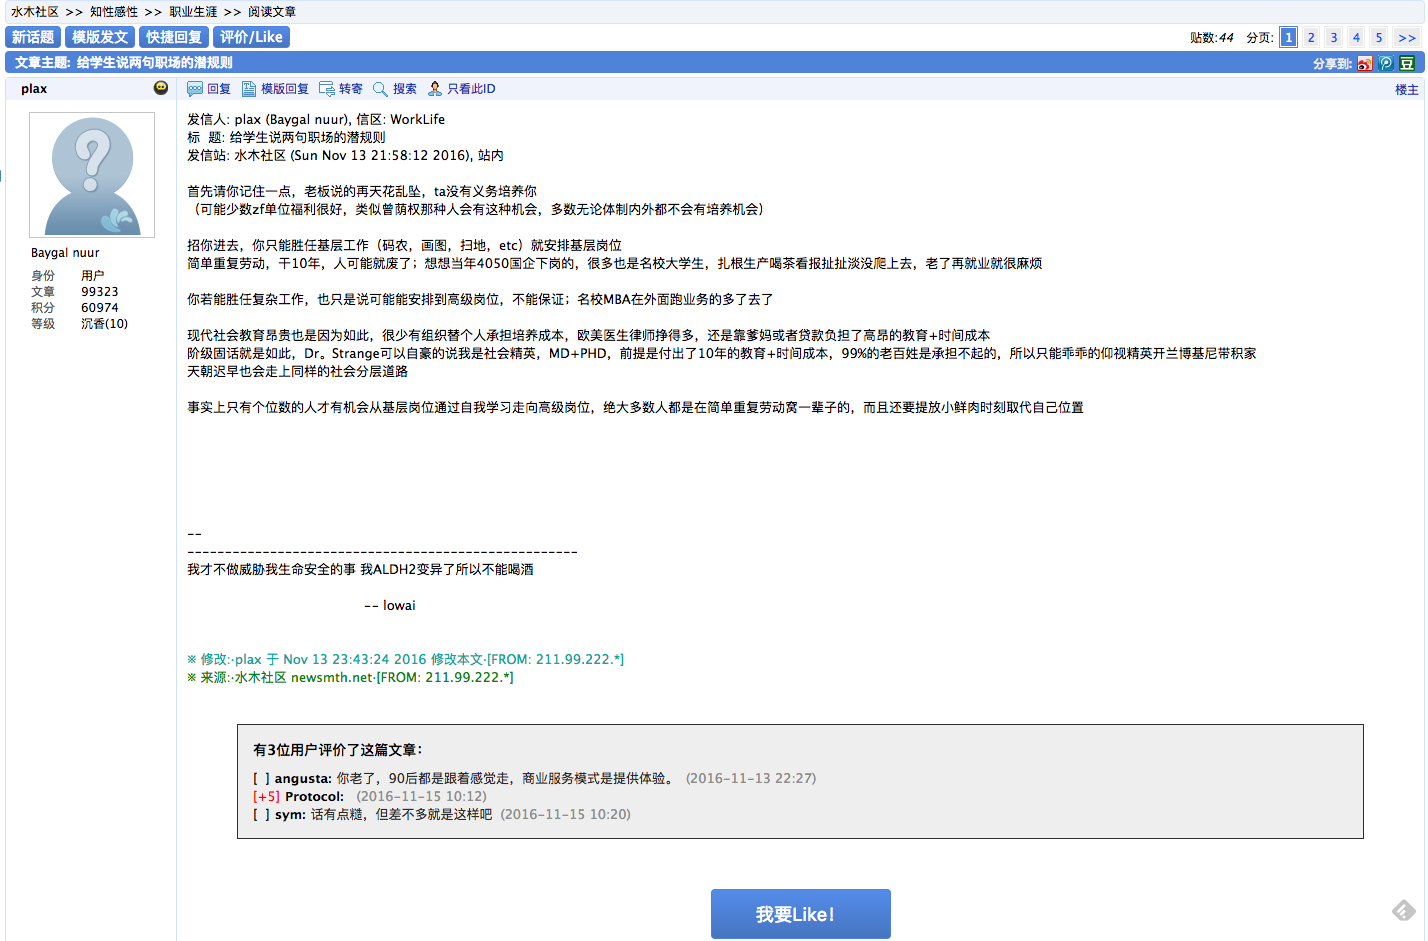 水木社区 >> 知性感性 >> 职业生涯 >> 阅读文章
新话题 模版发文 快捷回复 评价/Like
贴数:44 分页: 1 2 3 4 5 >>
文章主题: 给学生说两句职场的潜规则
分享到:
plax
回复 模版回复 转寄 搜索 只看此ID
楼主
Baygal nuur
身份 用户
文章 99323
积分 60974
等级 沉香(10)
发信人: plax (Baygal nuur), 信区: WorkLife
标 题: 给学生说两句职场的潜规则
发信站: 水木社区 (Sun Nov 13 21:58:12 2016), 站内
首先请你记住一点，老板说的再天花乱坠，ta没有义务培养你
（可能少数zf单位福利很好，类似曾荫权那种人会有这种机会，多数无论体制内外都不会有培养机会）
招你进去，你只能胜任基层工作（码农，画图，扫地，etc）就安排基层岗位
简单重复劳动，干10年，人可能就废了；想想当年4050国企下岗的，很多也是名校大学生，扎根生产喝茶看报扯扯淡没爬上去，老了再就业就很麻烦
你若能胜任复杂工作，也只是说可能能安排到高级岗位，不能保证；名校MBA在外面跑业务的多了去了
现代社会教育昂贵也是因为如此，很少有组织替个人承担培养成本，欧美医生律师挣得多，还是靠爹妈或者贷款负担了高昂的教育+时间成本
阶级固话就是如此，Dr。Strange可以自豪的说我是社会精英，MD+PHD，前提是付出了10年的教育+时间成本，99%的老百姓是承担不起的，所以只能乖乖的仰视精英开兰博基尼带积家
天朝迟早也会走上同样的社会分层道路
事实上只有个位数的人才有机会从基层岗位通过自我学习走向高级岗位，绝大多数人都是在简单重复劳动窝一辈子的，而且还要提放小鲜肉时刻取代自己位置
--
----------------------------------------------------
我才不做威胁我生命安全的事 我ALDH2变异了所以不能喝酒
-- lowai
※ 修改:·plax 于 Nov 13 23:43:24 2016 修改本文·[FROM: 211.99.222.*]
※ 来源:·水木社区 newsmth.net·[FROM: 211.99.222.*]
有3位用户评价了这篇文章：
[ ] angusta: 你老了，90后都是跟着感觉走，商业服务模式是提供体验。 (2016-11-13 22:27)
[+5] Protocol: (2016-11-15 10:12)
[ ] sym: 话有点糙，但差不多就是这样吧 (2016-11-15 10:20)
我要Like！